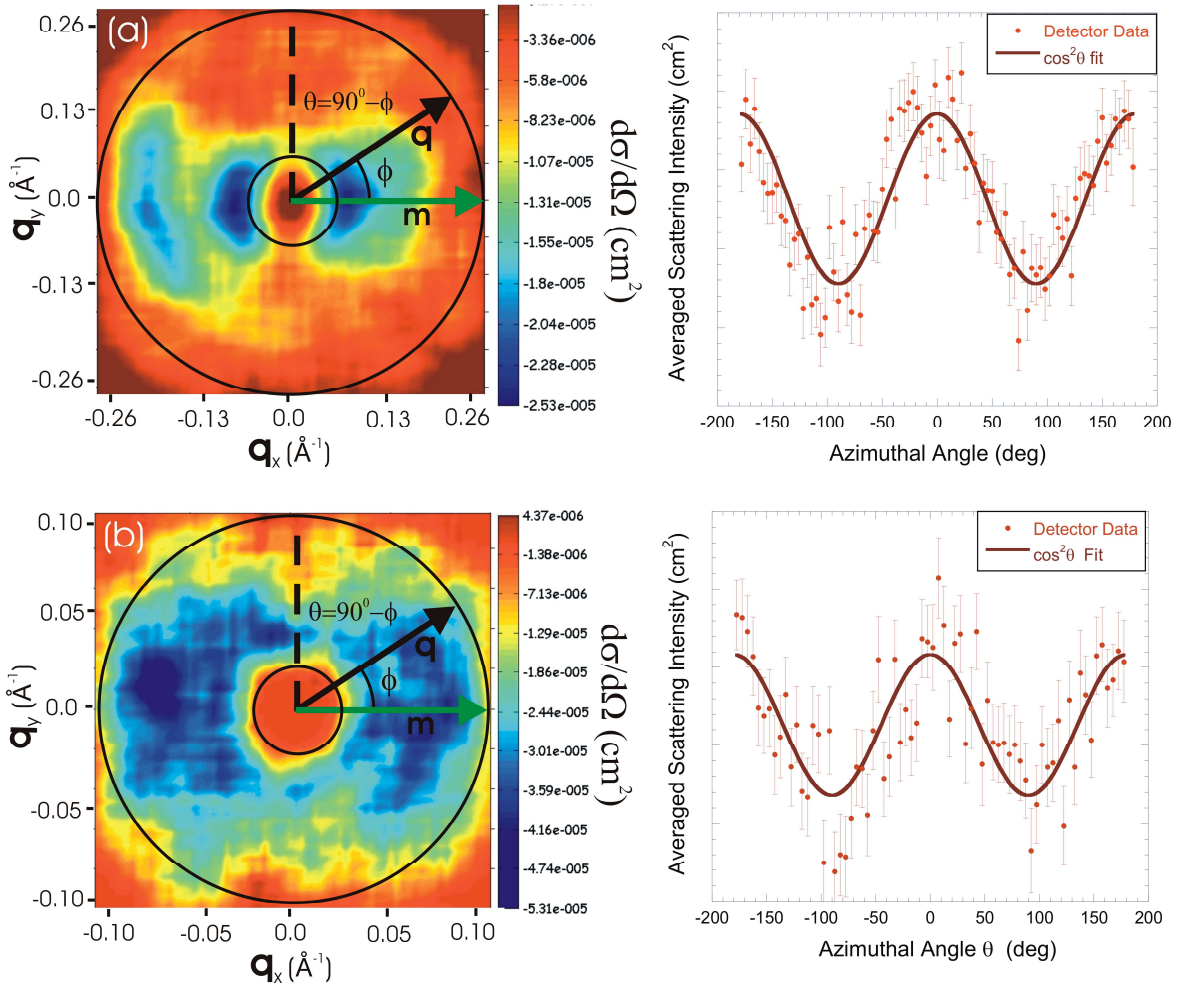 (a)
0.26
0.13
0.0
-0.13
-0.26
q_y (Å⁻¹)
-0.26
-0.13
0.0
0.13
0.26
q_x (Å⁻¹)
θ=90⁰−ϕ
q
ϕ
m
-3.36e-006
-5.8e-006
-8.23e-006
-1.07e-005
-1.31e-005
-1.55e-005
-1.8e-005
-2.04e-005
-2.28e-005
-2.53e-005
dσ/dΩ (cm²)
Averaged Scattering Intensity (cm²)
Detector Data
cos²θ fit
-200
-150
-100
-50
0
50
100
150
200
Azimuthal Angle (deg)
(b)
0.10
0.05
0.0
-0.05
-0.10
q_y (Å⁻¹)
-0.10
-0.05
0.0
0.05
0.10
q_x (Å⁻¹)
θ=90⁰−ϕ
q
ϕ
m
4.37e-006
-1.38e-006
-7.13e-006
-1.29e-005
-1.86e-005
-2.44e-005
-3.01e-005
-3.59e-005
-4.16e-005
-4.74e-005
-5.31e-005
dσ/dΩ (cm²)
Averaged Scattering Intensity (cm²)
Detector Data
cos²θ Fit
-200
-150
-100
-50
0
50
100
150
200
Azimuthal Angle θ (deg)